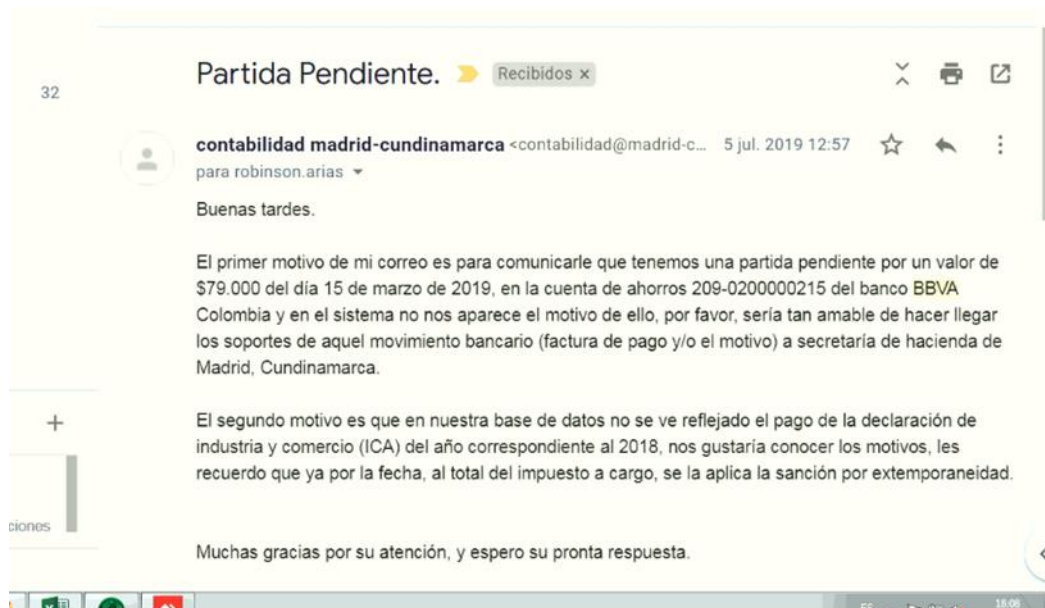 32
Partida Pendiente.
Recibidos x
contabilidad madrid-cundinamarca <contabilidad@madrid-c... 5 jul. 2019 12:57
para robinson.arias
Buenas tardes.
El primer motivo de mi correo es para comunicarle que tenemos una partida pendiente por un valor de
$79.000 del día 15 de marzo de 2019, en la cuenta de ahorros 209-0200000215 del banco BBVA
Colombia y en el sistema no nos aparece el motivo de ello, por favor, sería tan amable de hacer llegar
los soportes de aquel movimiento bancario (factura de pago y/o el motivo) a secretaría de hacienda de
Madrid, Cundinamarca.
El segundo motivo es que en nuestra base de datos no se ve reflejado el pago de la declaración de
industria y comercio (ICA) del año correspondiente al 2018, nos gustaría conocer los motivos, les
recuerdo que ya por la fecha, al total del impuesto a cargo, se la aplica la sanción por extemporaneidad.
ciones
Muchas gracias por su atención, y espero su pronta respuesta.